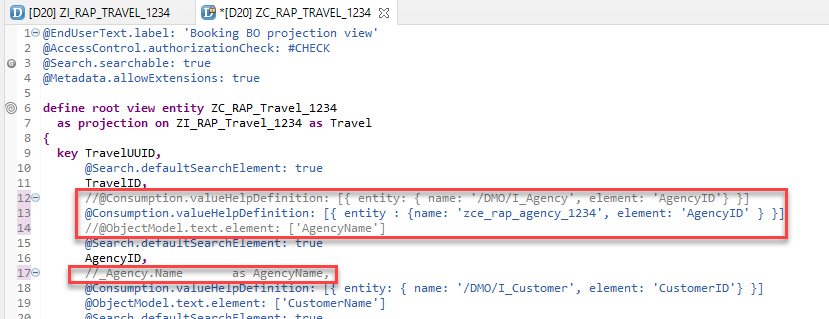 [D20] ZI_RAP_TRAVEL_1234
*[D20] ZC_RAP_TRAVEL_1234
1 @EndUserText.label: 'Booking BO projection view'
2 @AccessControl.authorizationCheck: #CHECK
3 @Search.searchable: true
4 @Metadata.allowExtensions: true
5
6 define root view entity ZC_RAP_Travel_1234
7 as projection on ZI_RAP_Travel_1234 as Travel
8 {
9 key TravelUUID,
10 @Search.defaultSearchElement: true
11 TravelID,
12 //@Consumption.valueHelpDefinition: [{ entity: { name: '/DMO/I_Agency', element: 'AgencyID'} }]
13 @Consumption.valueHelpDefinition: [{ entity : {name: 'zce_rap_agency_1234', element: 'AgencyID' } }]
14 //@ObjectModel.text.element: ['AgencyName']
15 @Search.defaultSearchElement: true
16 AgencyID,
17 //_Agency.Name as AgencyName,
18 @Consumption.valueHelpDefinition: [{ entity: { name: '/DMO/I_Customer', element: 'CustomerID'} }]
19 @ObjectModel.text.element: ['CustomerName']
20 @Search.defaultSearchElement: true